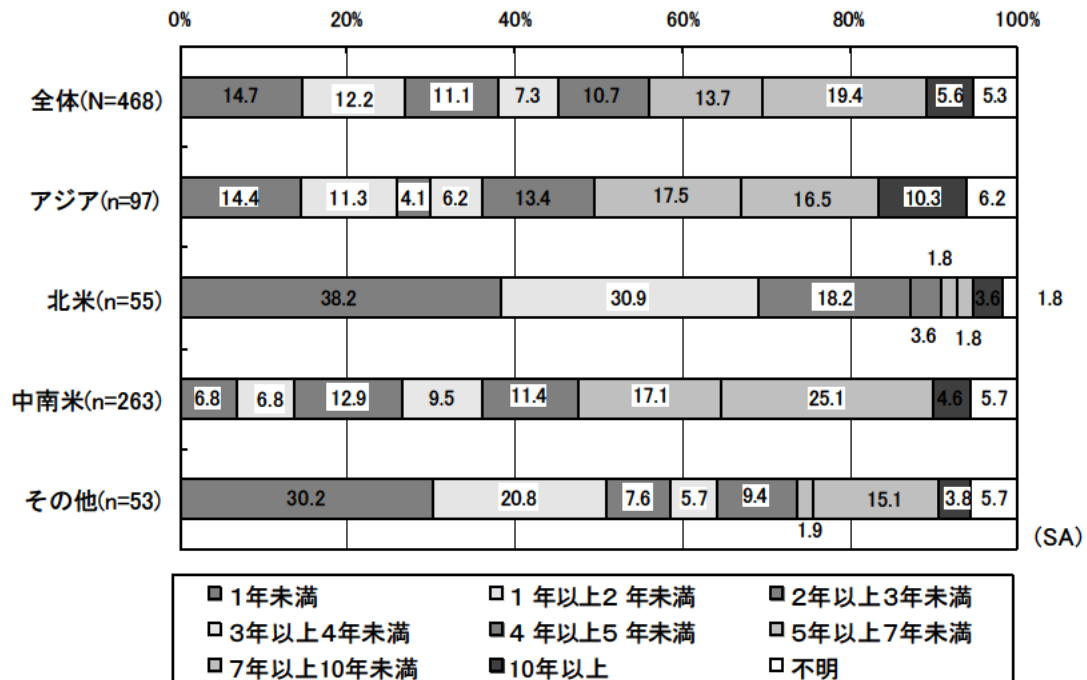 0% 20% 40% 60% 80% 100%
全体(N=468) 14.7 12.2 11.1 7.3 10.7 13.7 19.4 5.6 5.3
アジア(n=97) 14.4 11.3 4.1 6.2 13.4 17.5 16.5 10.3 6.2
1.8
北米(n=55) 38.2 30.9 18.2 3.6 1.8
3.6 1.8
中南米(n=263) 6.8 6.8 12.9 9.5 11.4 17.1 25.1 4.6 5.7
その他(n=53) 30.2 20.8 7.6 5.7 9.4 15.1 3.8 5.7
1.9 (SA)
1年未満 1 年以上2 年未満 2年以上3年未満
3年以上4年未満 4 年以上5 年未満 5年以上7年未満
7年以上10年未満 10年以上 不明